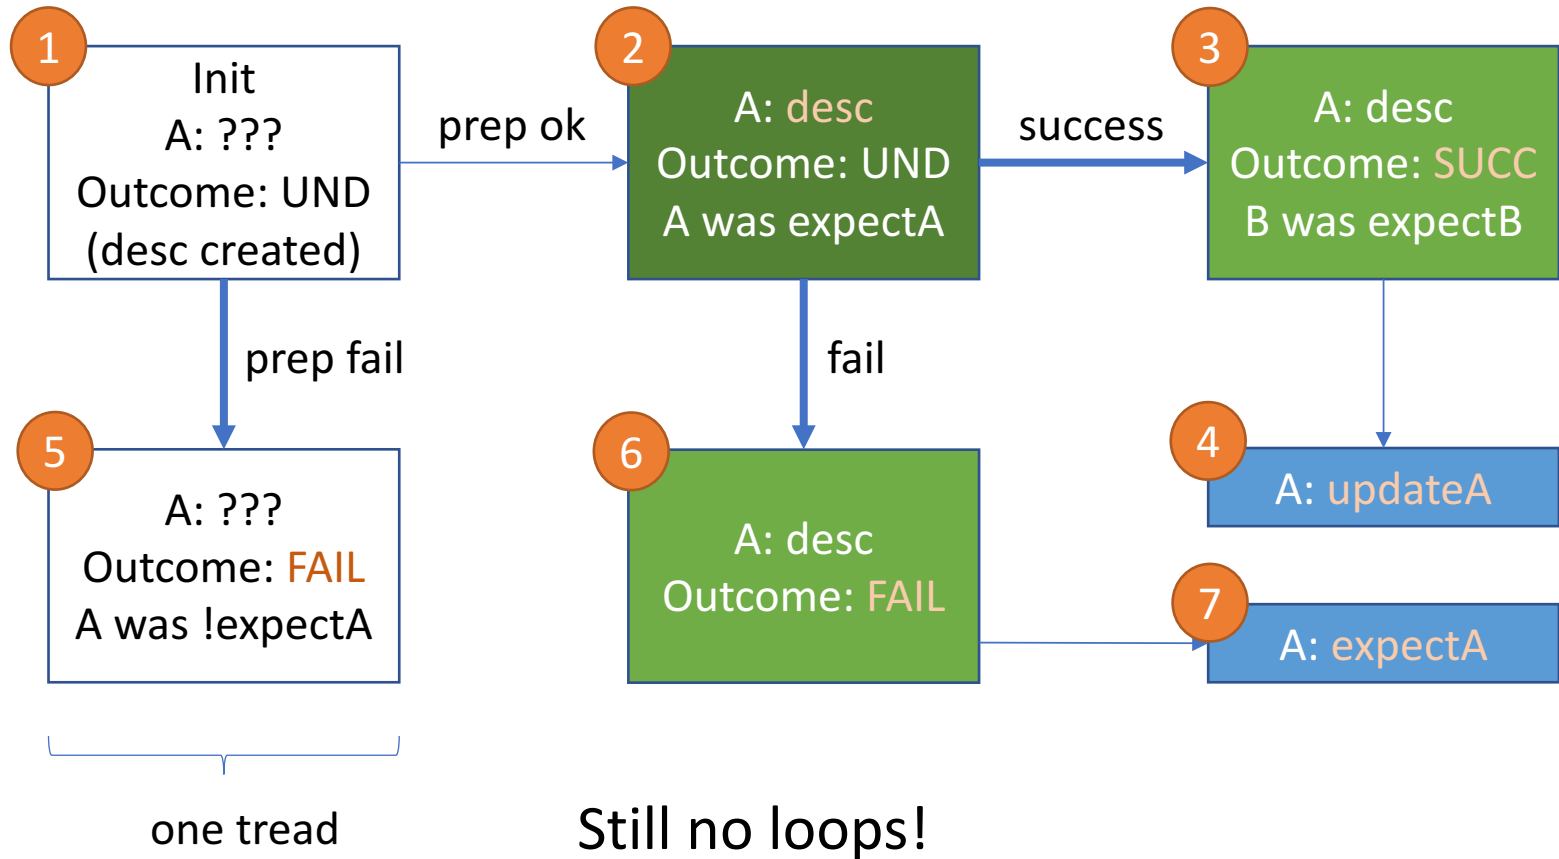 1
Init
A: ???
Outcome: UND
(desc created)
prep ok
2
A: desc
Outcome: UND
A was expectA
success
3
A: desc
Outcome: SUCC
B was expectB
prep fail
fail
5
A: ???
Outcome: FAIL
A was !expectA
6
A: desc
Outcome: FAIL
4
A: updateA
7
A: expectA
one tread
Still no loops!